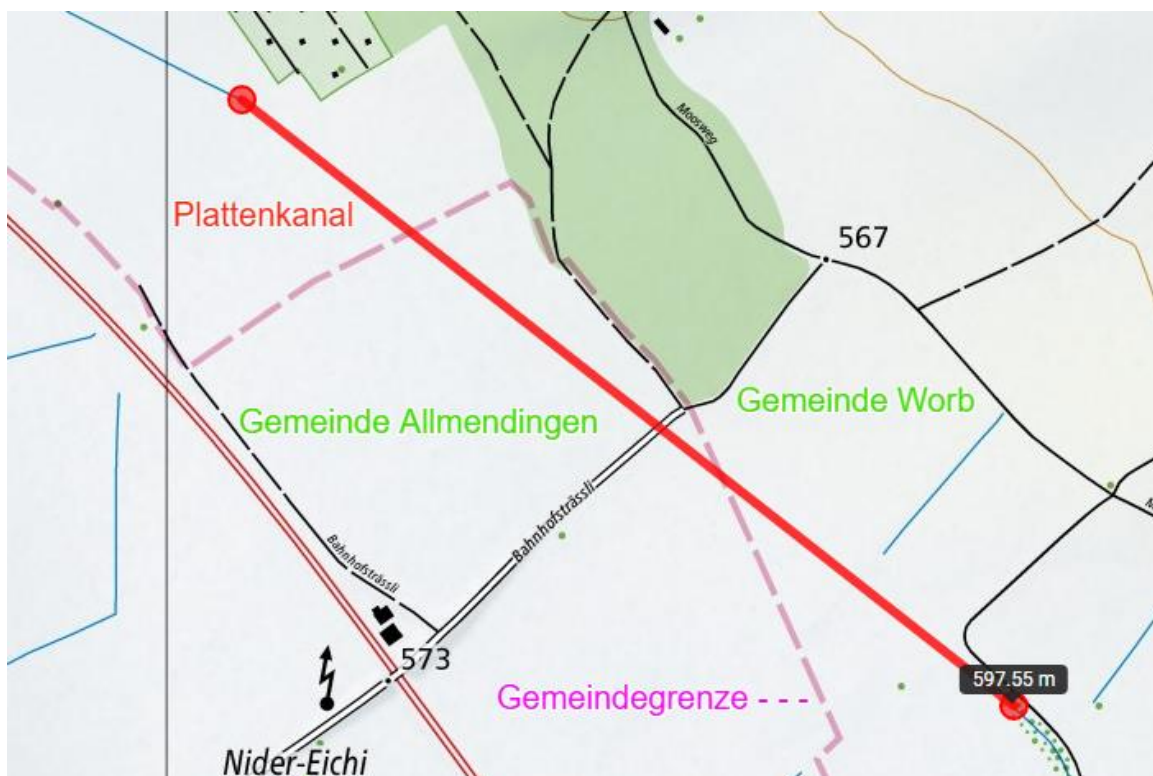 Moosweg
Plattenkanal
567
Gemeinde Allmendingen
Gemeinde Worb
Bahnhofsträssli
Bahnhofsträssli
573
597.55 m
Gemeindegrenze - - -
Nider-Eichi